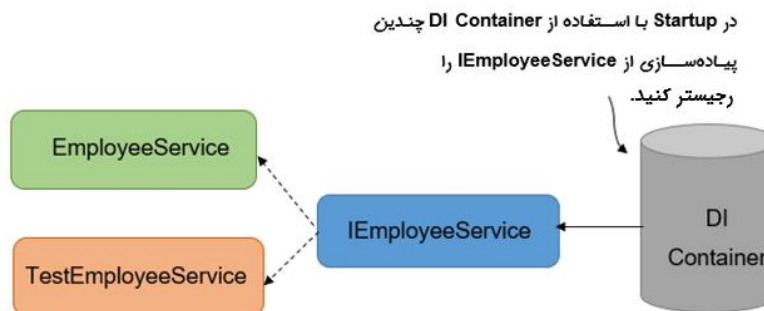 در Startup با استفاده از DI Container چندین
پیاده‌سازی از IEmployeeService را
رجیستر کنید.
EmployeeService
IEmployeeService
TestEmployeeService
DI
Container